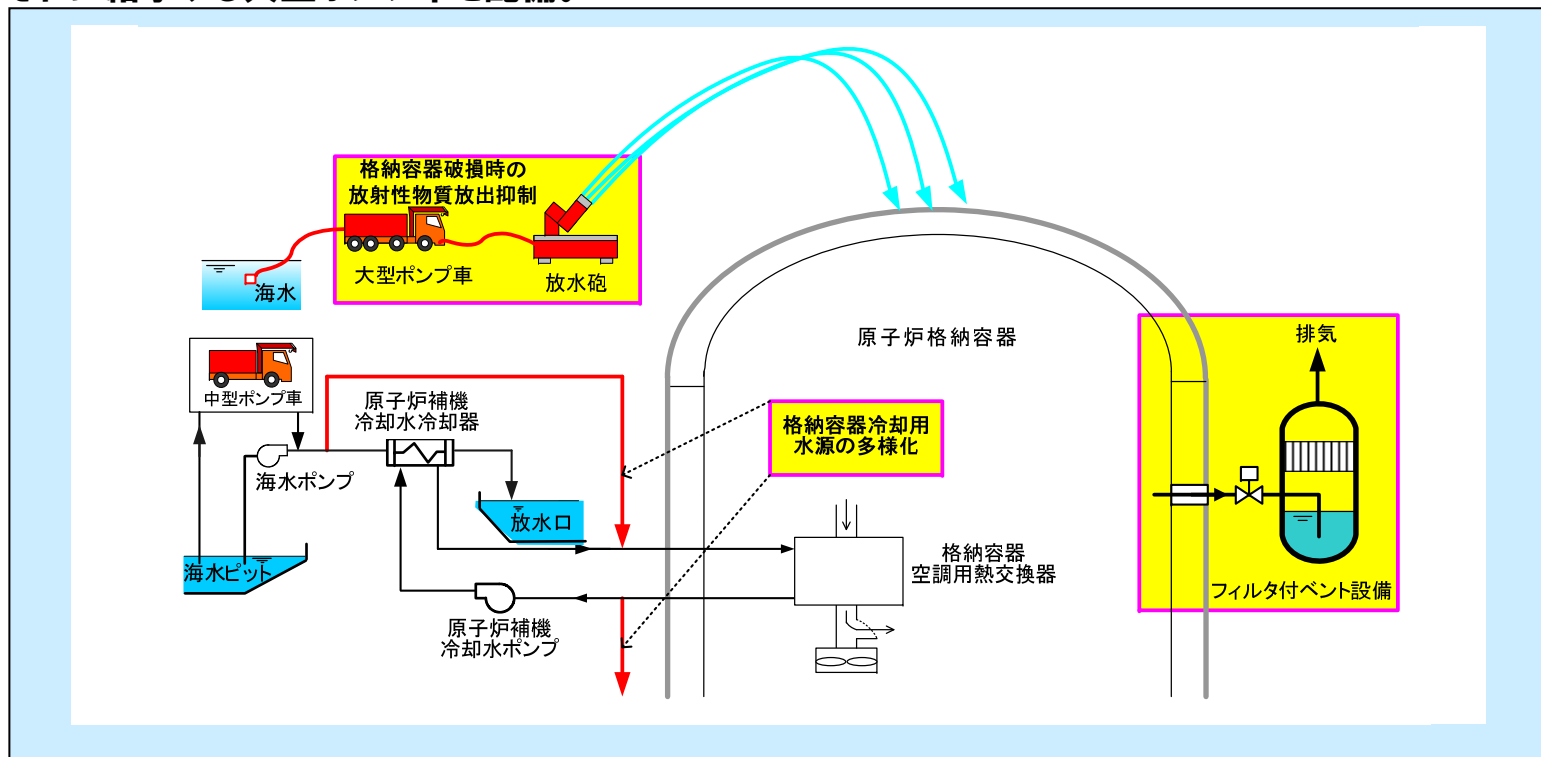 格納容器破損時の
放射性物質放出抑制
大型ポンプ車
放水砲
海水
中型ポンプ車
原子炉補機
冷却水冷却器
海水ポンプ
放水口
海水ピット
原子炉補機
冷却水ポンプ
原子炉格納容器
格納容器冷却用
水源の多様化
格納容器
空調用熱交換器
排気
フィルタ付ベント設備